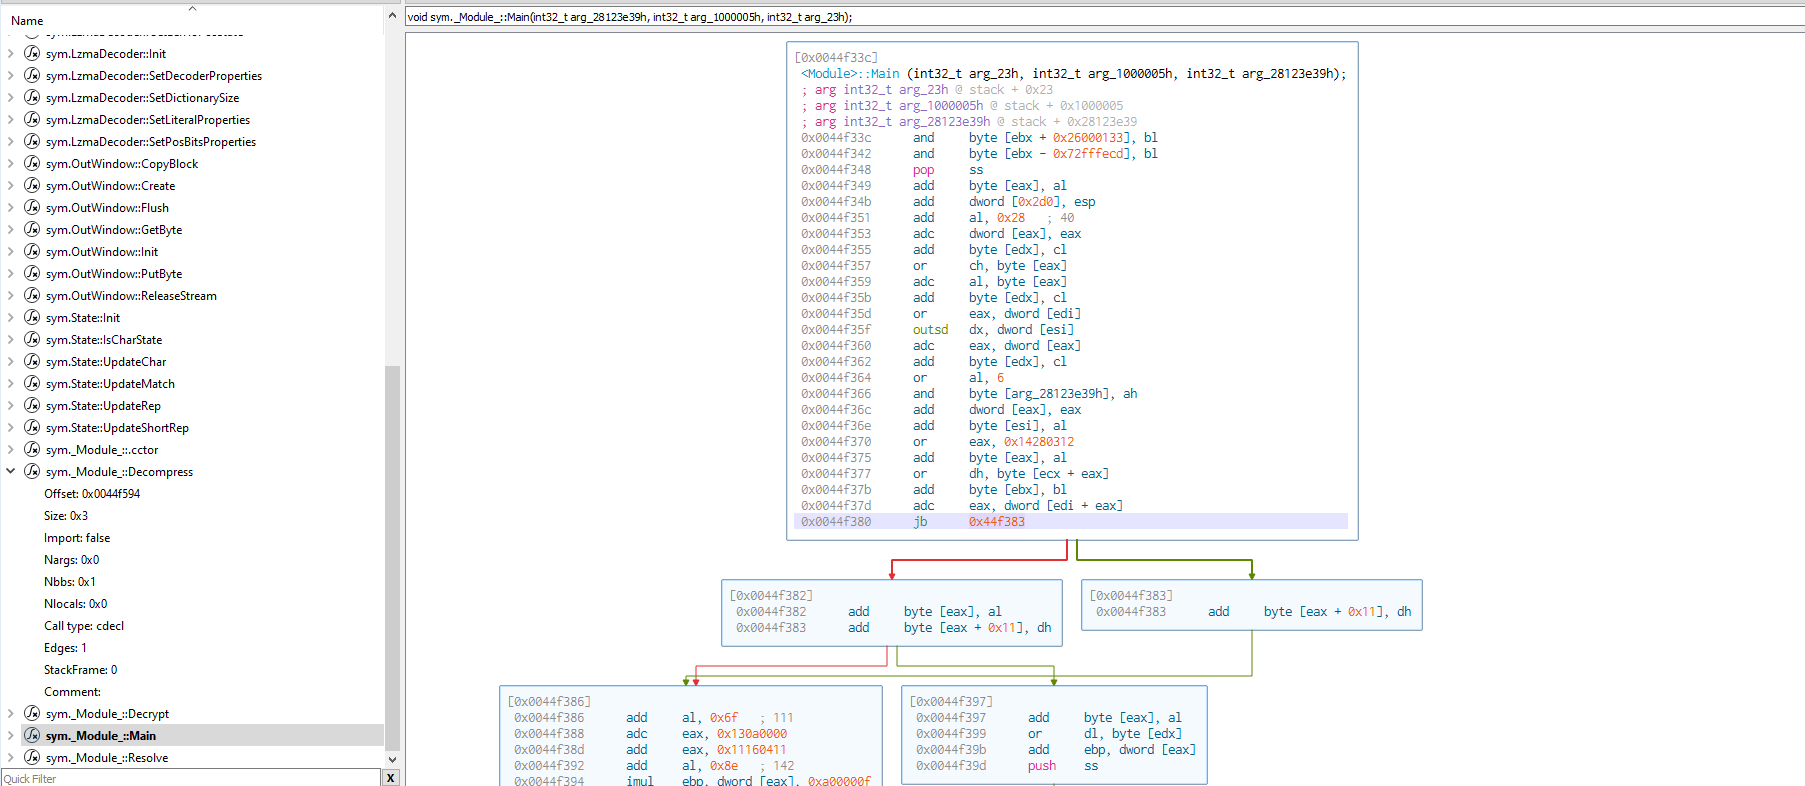 Name
sym.LzmaDecoder::Init
sym.LzmaDecoder::SetDecoderProperties
sym.LzmaDecoder::SetDictionarySize
sym.LzmaDecoder::SetLiteralProperties
sym.LzmaDecoder::SetPosBitsProperties
sym.OutWindow::CopyBlock
sym.OutWindow::Create
sym.OutWindow::Flush
sym.OutWindow::GetByte
sym.OutWindow::Init
sym.OutWindow::PutByte
sym.OutWindow::ReleaseStream
sym.State::Init
sym.State::IsCharState
sym.State::UpdateChar
sym.State::UpdateMatch
sym.State::UpdateRep
sym.State::UpdateShortRep
sym._Module_::.cctor
sym._Module_::Decompress
Offset: 0x0044f594
Size: 0x3
Import: false
Nargs: 0x0
Nbbs: 0x1
Nlocals: 0x0
Call type: cdecl
Edges: 1
StackFrame: 0
Comment:
sym._Module_::Decrypt
sym._Module_::Main
sym._Module_::Resolve
Quick Filter
X
void sym._Module_::Main(int32_t arg_28123e39h, int32_t arg_1000005h, int32_t arg_23h);
[0x0044f33c]
<Module>::Main (int32_t arg_23h, int32_t arg_1000005h, int32_t arg_28123e39h);
; arg int32_t arg_23h @ stack + 0x23
; arg int32_t arg_1000005h @ stack + 0x1000005
; arg int32_t arg_28123e39h @ stack + 0x28123e39
0x0044f33c and byte [ebx + 0x26000133], bl
0x0044f342 and byte [ebx - 0x72fffecd], bl
0x0044f348 pop ss
0x0044f349 add byte [eax], al
0x0044f34b add dword [0x2d0], esp
0x0044f351 add al, 0x28 ; 40
0x0044f353 adc dword [eax], eax
0x0044f355 add byte [edx], cl
0x0044f357 or ch, byte [eax]
0x0044f359 adc al, byte [eax]
0x0044f35b add byte [edx], cl
0x0044f35d or eax, dword [edi]
0x0044f35f outsd dx, dword [esi]
0x0044f360 adc eax, dword [eax]
0x0044f362 add byte [edx], cl
0x0044f364 or al, 6
0x0044f366 and byte [arg_28123e39h], ah
0x0044f36c add dword [eax], eax
0x0044f36e add byte [esi], al
0x0044f370 or eax, 0x14280312
0x0044f375 add byte [eax], al
0x0044f377 or dh, byte [ecx + eax]
0x0044f37b add byte [ebx], bl
0x0044f37d adc eax, dword [edi + eax]
0x0044f380 jb 0x44f383
[0x0044f382]
0x0044f382 add byte [eax], al
0x0044f383 add byte [eax + 0x11], dh
[0x0044f383]
0x0044f383 add byte [eax + 0x11], dh
[0x0044f386]
0x0044f386 add al, 0x6f ; 111
0x0044f388 adc eax, 0x130a0000
0x0044f38d add eax, 0x11160411
0x0044f392 add al, 0x8e ; 142
0x0044f394 imul ebp, dword [eax], 0xa00000f
[0x0044f397]
0x0044f397 add byte [eax], al
0x0044f399 or dl, byte [edx]
0x0044f39b add ebp, dword [eax]
0x0044f39d push ss